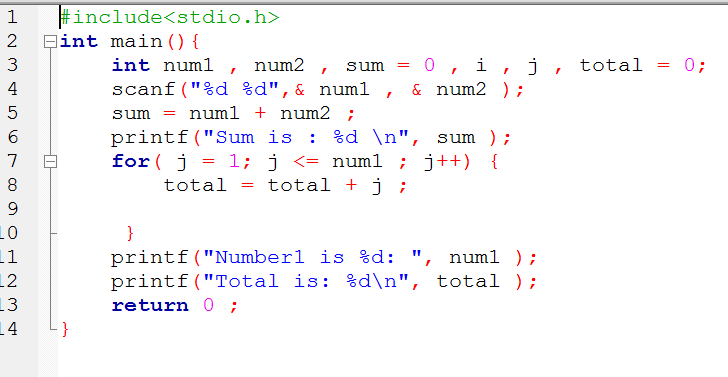 1 #include<stdio.h>
2 int main(){
3 int num1 , num2 , sum = 0 , i , j , total = 0;
4 scanf("%d %d",& num1 , & num2 );
5 sum = num1 + num2 ;
6 printf("Sum is : %d \n", sum );
7 for( j = 1; j <= num1 ; j++) {
8 total = total + j ;
9
10 }
11 printf("Number1 is %d: ", num1 );
12 printf("Total is: %d\n", total );
13 return 0 ;
14 }